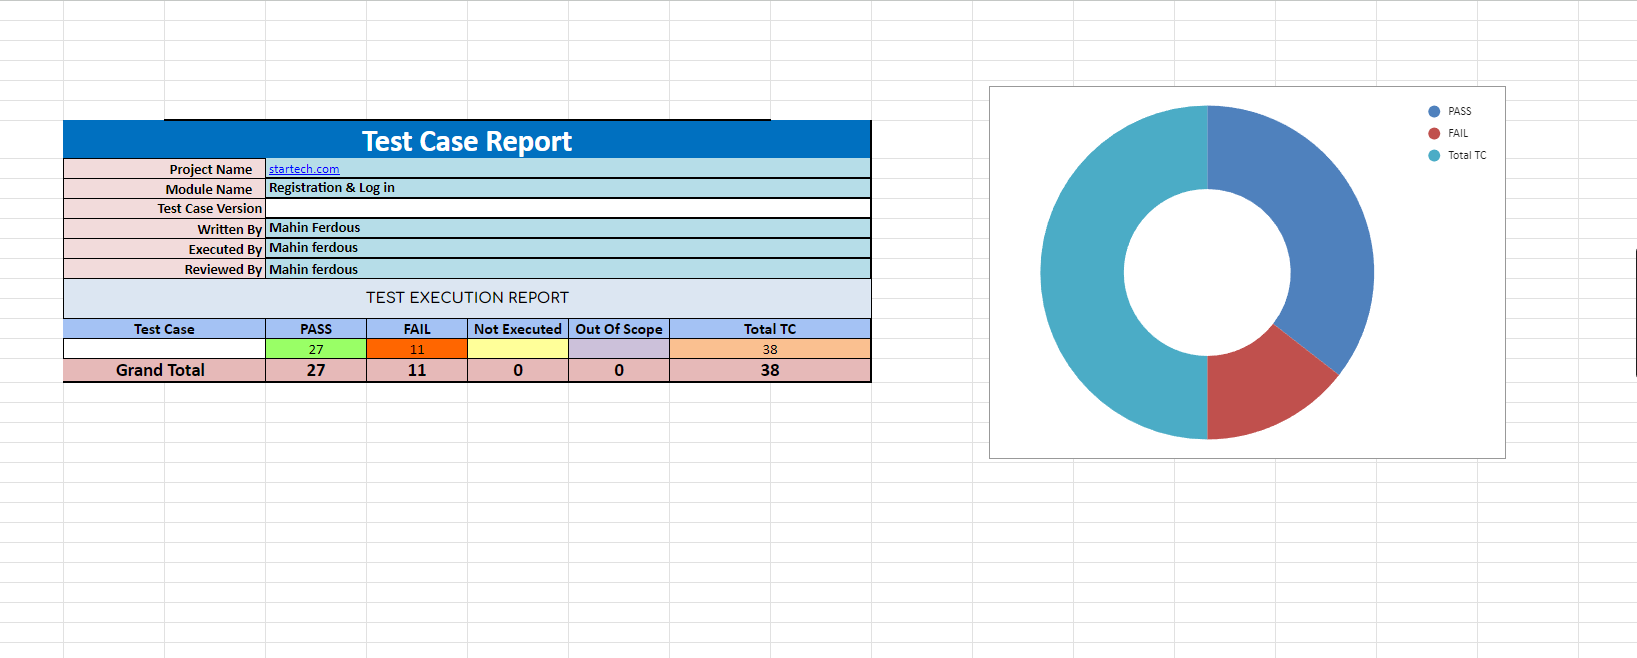 Test Case Report
Project Name startech.com
Module Name Registration & Log in
Test Case Version
Written By Mahin Ferdous
Executed By Mahin ferdous
Reviewed By Mahin ferdous
TEST EXECUTION REPORT
Test Case PASS FAIL Not Executed Out Of Scope Total TC
27 11 38
Grand Total 27 11 0 0 38
PASS
FAIL
Total TC